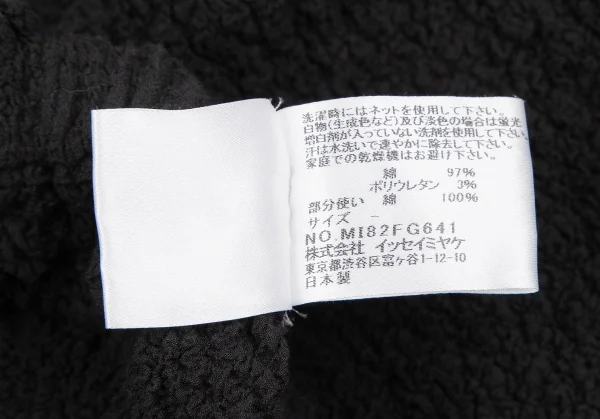 洗濯時にはネットを使用して下さい。
白物(生成色など)及び淡色の場合は蛍光
増白剤が入っていない洗剤を使用して下さい。
汗は水洗いで速やかに除去して下さい。
家庭での乾燥機はお避け下さい。
綿 97%
ポリウレタン 3%
部分使い 綿 100%
サイズ -
NO.MI82FG641
株式会社 イッセイミヤケ
東京都渋谷区富ヶ谷1-12-10
日本製